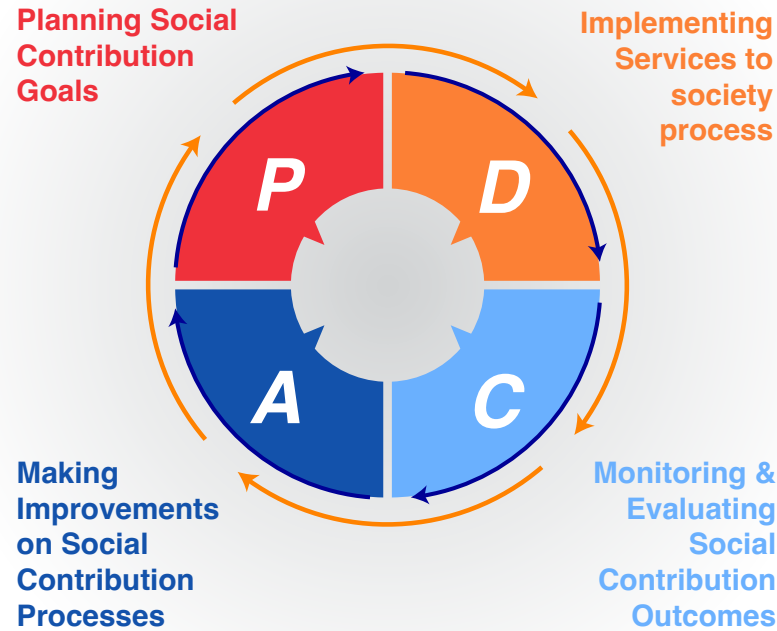 Planning Social
Contribution
Goals
Implementing
Services to
society
process
P
D
A
C
Making
Improvements
on Social
Contribution
Processes
Monitoring &
Evaluating
Social
Contribution
Outcomes